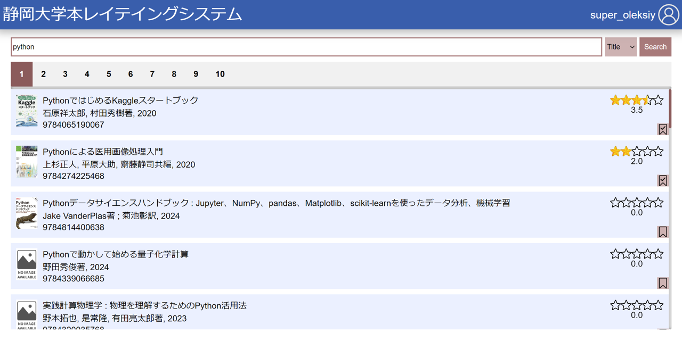 静岡大学本レイテイングシステム
super_oleksiy
python
Title
Search
1 2 3 4 5 6 7 8 9 10
PythonではじめるKaggleスタートブック
石原祥太郎, 村田秀樹著, 2020
9784065190067
3.5
Pythonによる医用画像処理入門
上杉正人, 平原大助, 齋藤静司共編, 2020
9784274225468
2.0
Pythonデータサイエンスハンドブック : Jupyter、NumPy、pandas、Matplotlib、scikit-learnを使ったデータ分析、機械学習
Jake VanderPlas著 ; 菊池彰訳, 2024
9784814400638
0.0
Pythonで動かして始める量子化学計算
野田秀俊著, 2024
9784339066685
0.0
NO IMAGE
AVAILABLE
実践計算物理学 : 物理を理解するためのPython活用法
野本拓也, 是常隆, 有田亮太郎著, 2023
0.0
NO IMAGE
AVAILABLE